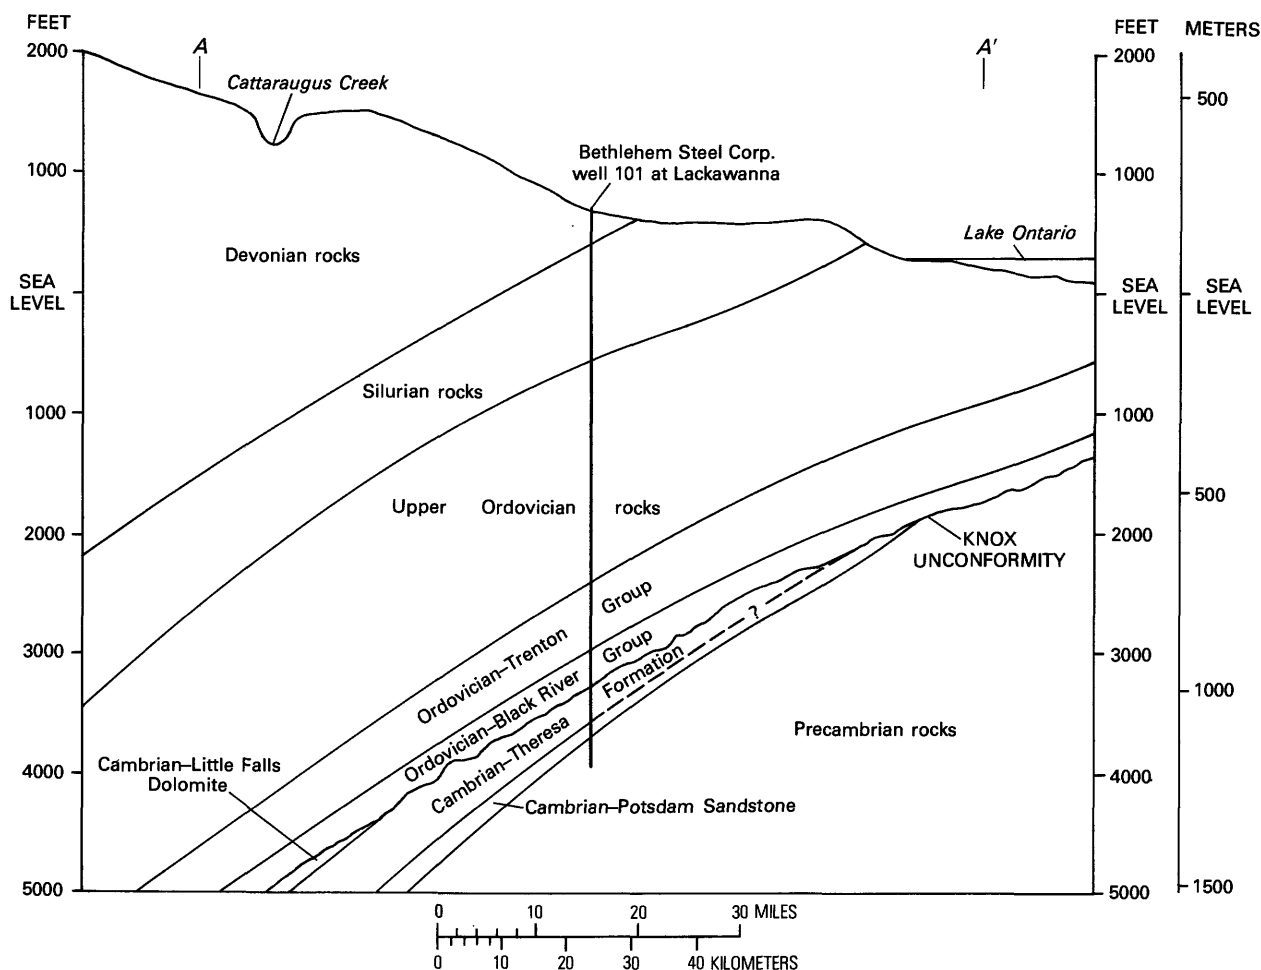 FEET
2000
A
Cattaraugus Creek
A'
FEET
METERS
2000
500
Bethlehem Steel Corp.
well 101 at Lackawanna
1000
1000
Devonian rocks
Lake Ontario
SEA
LEVEL
SEA
LEVEL
SEA
LEVEL
Silurian rocks
1000
1000
Upper Ordovician rocks
500
2000
2000
KNOX
UNCONFORMITY
Ordovician–Trenton Group
?
3000
3000
Ordovician–Black River Group
1000
Cambrian–Theresa Formation
Precambrian rocks
Cambrian–Little Falls
Dolomite
4000
4000
Cambrian–Potsdam Sandstone
5000
5000
1500
0 10 20 30 MILES
0 10 20 30 40 KILOMETERS